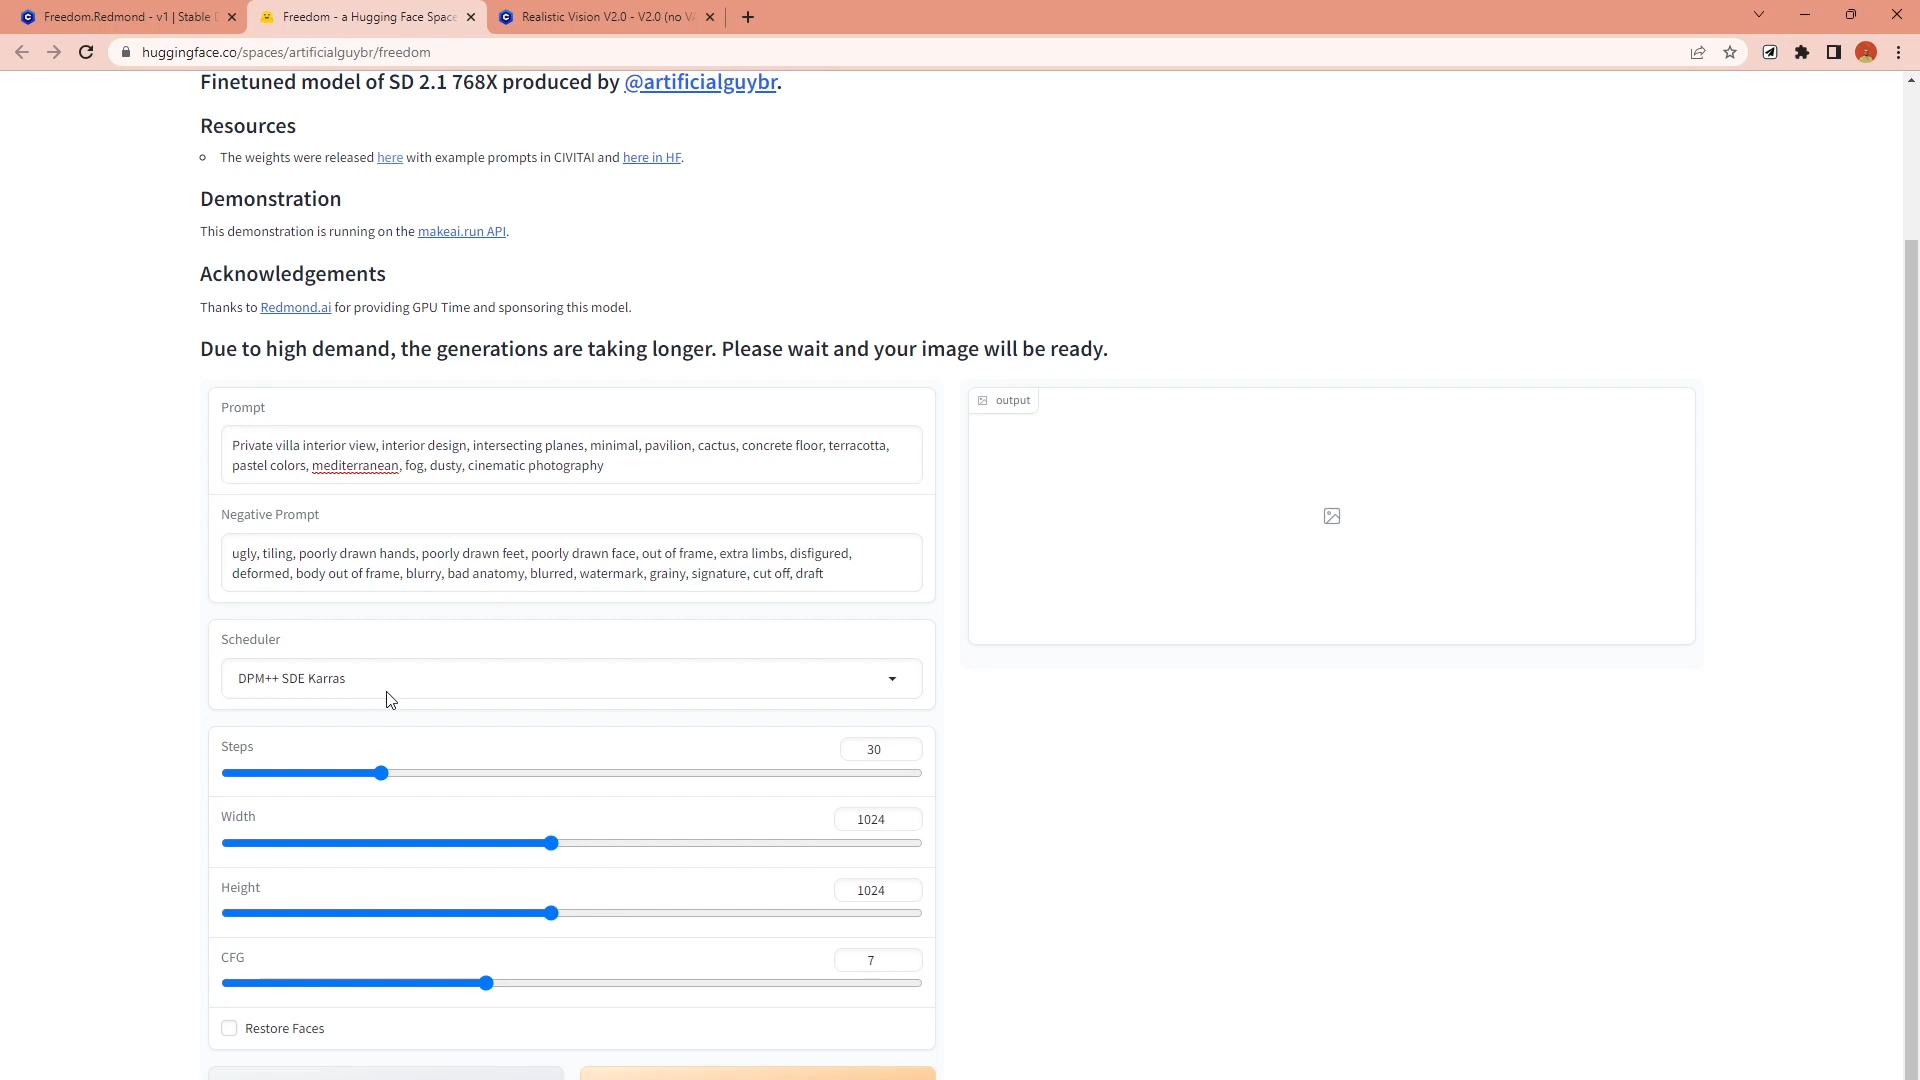 Freedom.Redmond - v1 | Stable
Freedom - a Hugging Face Space
Realistic Vision V2.0 - V2.0 (no V
huggingface.co/spaces/artificialguybr/freedom
Finetuned model of SD 2.1 768X produced by @artificialguybr.
Resources
The weights were released here with example prompts in CIVITAI and here in HF.
Demonstration
This demonstration is running on the makeai.run API.
Acknowledgements
Thanks to Redmond.ai for providing GPU Time and sponsoring this model.
Due to high demand, the generations are taking longer. Please wait and your image will be ready.
Prompt
Private villa interior view, interior design, intersecting planes, minimal, pavilion, cactus, concrete floor, terracotta,
pastel colors, mediterranean, fog, dusty, cinematic photography
Negative Prompt
ugly, tiling, poorly drawn hands, poorly drawn feet, poorly drawn face, out of frame, extra limbs, disfigured,
deformed, body out of frame, blurry, bad anatomy, blurred, watermark, grainy, signature, cut off, draft
Scheduler
DPM++ SDE Karras
Steps
30
Width
1024
Height
1024
CFG
7
Restore Faces
output